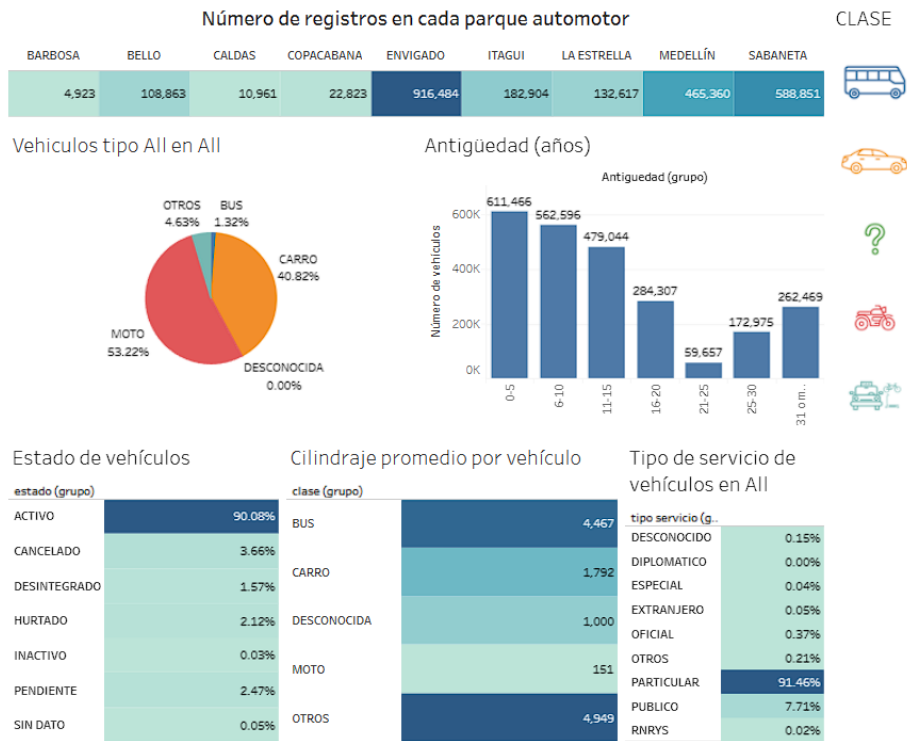 Número de registros en cada parque automotor
CLASE
BARBOSA BELLO CALDAS COPACABANA ENVIGADO ITAGUI LA ESTRELLA MEDELLÍN SABANETA
4,923 108,863 10,961 22,823 916,484 182,904 132,617 465,360 588,851
Vehiculos tipo All en All
OTROS
4.63%
BUS
1.32%
CARRO
40.82%
MOTO
53.22%
DESCONOCIDA
0.00%
Antigüedad (años)
Antiguedad (grupo)
Número de vehículos
600K
400K
200K
0K
611,466
562,596
479,044
284,307
59,657
172,975
262,469
0-5
6-10
11-15
16-20
21-25
25-30
31 o m..
?
Estado de vehículos
estado (grupo)
ACTIVO 90.08%
CANCELADO 3.66%
DESINTEGRADO 1.57%
HURTADO 2.12%
INACTIVO 0.03%
PENDIENTE 2.47%
SIN DATO 0.05%
Cilindraje promedio por vehículo
clase (grupo)
BUS 4,467
CARRO 1,792
DESCONOCIDA 1,000
MOTO 151
OTROS 4,949
Tipo de servicio de
vehículos en All
tipo servicio (g..
DESCONOCIDO 0.15%
DIPLOMATICO 0.00%
ESPECIAL 0.04%
EXTRANJERO 0.05%
OFICIAL 0.37%
OTROS 0.21%
PARTICULAR 91.46%
PUBLICO 7.71%
RNRYS 0.02%